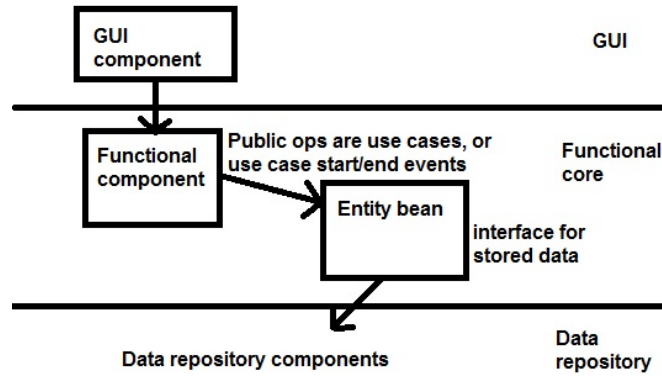 GUI
component
GUI
Functional
component
Public ops are use cases, or
use case start/end events
Functional
core
Entity bean
interface for
stored data
Data repository components
Data
repository